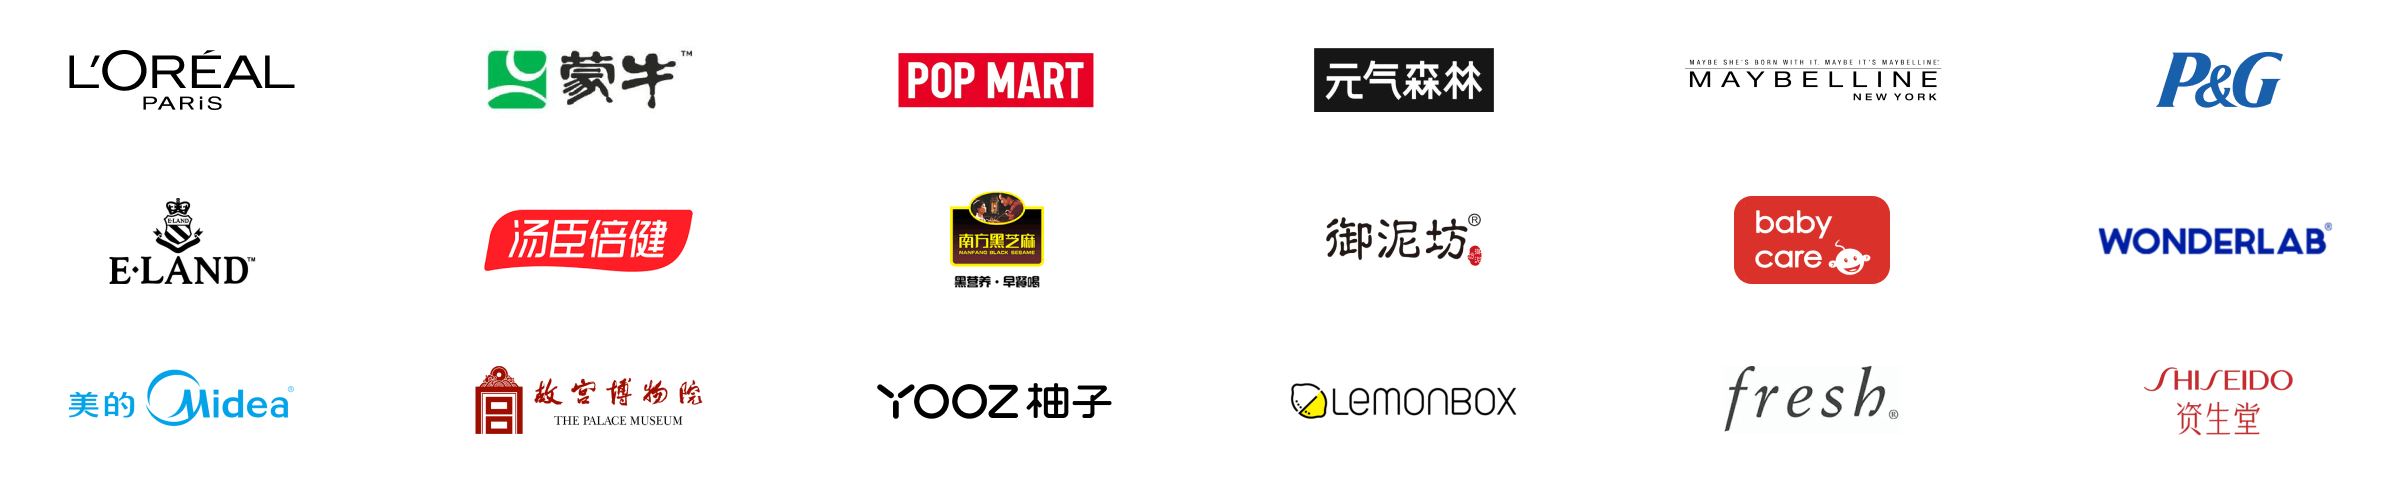 L'ORÉAL
PARiS
蒙牛™
POP MART
元气森林
MAYBE SHE'S BORN WITH IT. MAYBE IT'S MAYBELLINE®
MAYBELLINE
NEW YORK
P&G
E·LAND
E·LAND™
汤臣倍健
南方黑芝麻
NANFANG BLACK SESAME
黑营养·早餐喝
御泥坊®
baby
care
WONDERLAB®
美的 Midea®
故宫博物院
THE PALACE MUSEUM
YOOZ 柚子
LEMONBOX
fresh®
SHISEIDO
资生堂